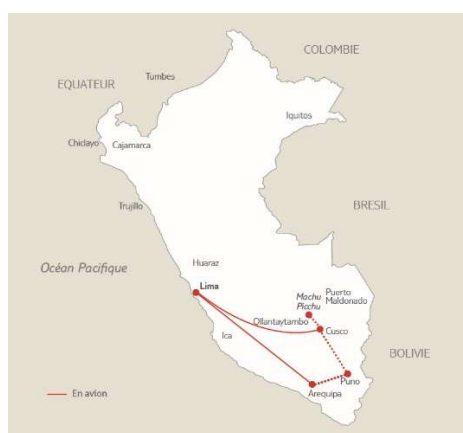 COLOMBIE
EQUATEUR
Tumbes
Iquitos
Chiclayo
Cajamarca
Trujillo
BRESIL
Huaraz
Océan Pacifique
Lima
Machu
Picchu
Puerto
Maldonado
Ollantaytambo
Cusco
Ica
BOLIVIE
Puno
Arequipa
En avion